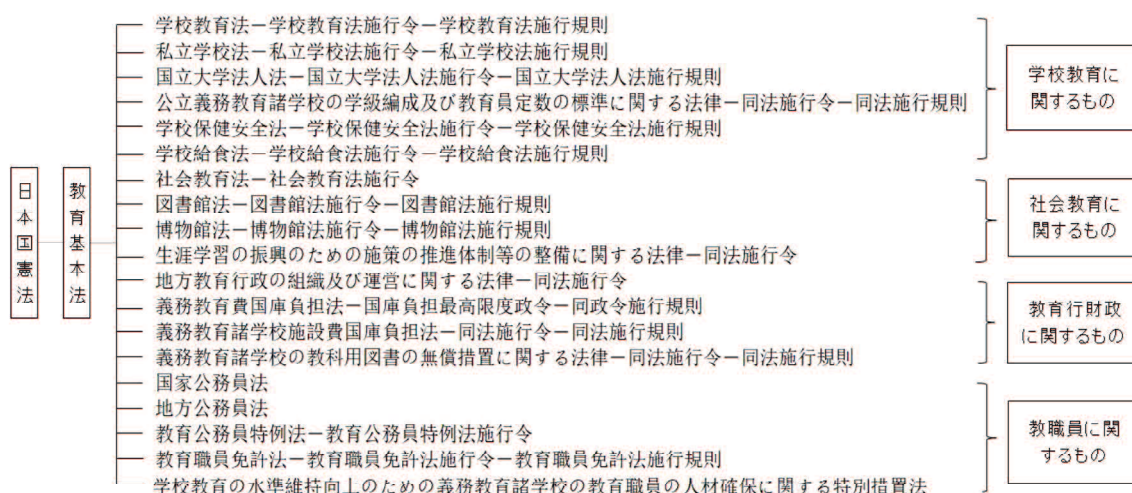 日本国憲法
教育基本法
学校教育法－学校教育法施行令－学校教育法施行規則
私立学校法－私立学校法施行令－私立学校法施行規則
国立大学法人法－国立大学法人法施行令－国立大学法人法施行規則
公立義務教育諸学校の学級編成及び教育員定数の標準に関する法律－同法施行令－同法施行規則
学校保健安全法－学校保健安全法施行令－学校保健安全法施行規則
学校給食法－学校給食法施行令－学校給食法施行規則
学校教育に
関するもの
社会教育法－社会教育法施行令
図書館法－図書館法施行令－図書館法施行規則
博物館法－博物館法施行令－博物館法施行規則
生涯学習の振興のための施策の推進体制等の整備に関する法律－同法施行令
社会教育に
関するもの
地方教育行政の組織及び運営に関する法律－同法施行令
義務教育費国庫負担法－国庫負担最高限度政令－同政令施行規則
義務教育諸学校施設費国庫負担法－同法施行令－同法施行規則
義務教育諸学校の教科用図書の無償措置に関する法律－同法施行令－同法施行規則
教育行財政
に関するもの
国家公務員法
地方公務員法
教育公務員特例法－教育公務員特例法施行令
教育職員免許法－教育職員免許法施行令－教育職員免許法施行規則
学校教育の水準維持向上のための義務教育諸学校の教育職員の人材確保に関する特別措置法
教職員に関
するもの